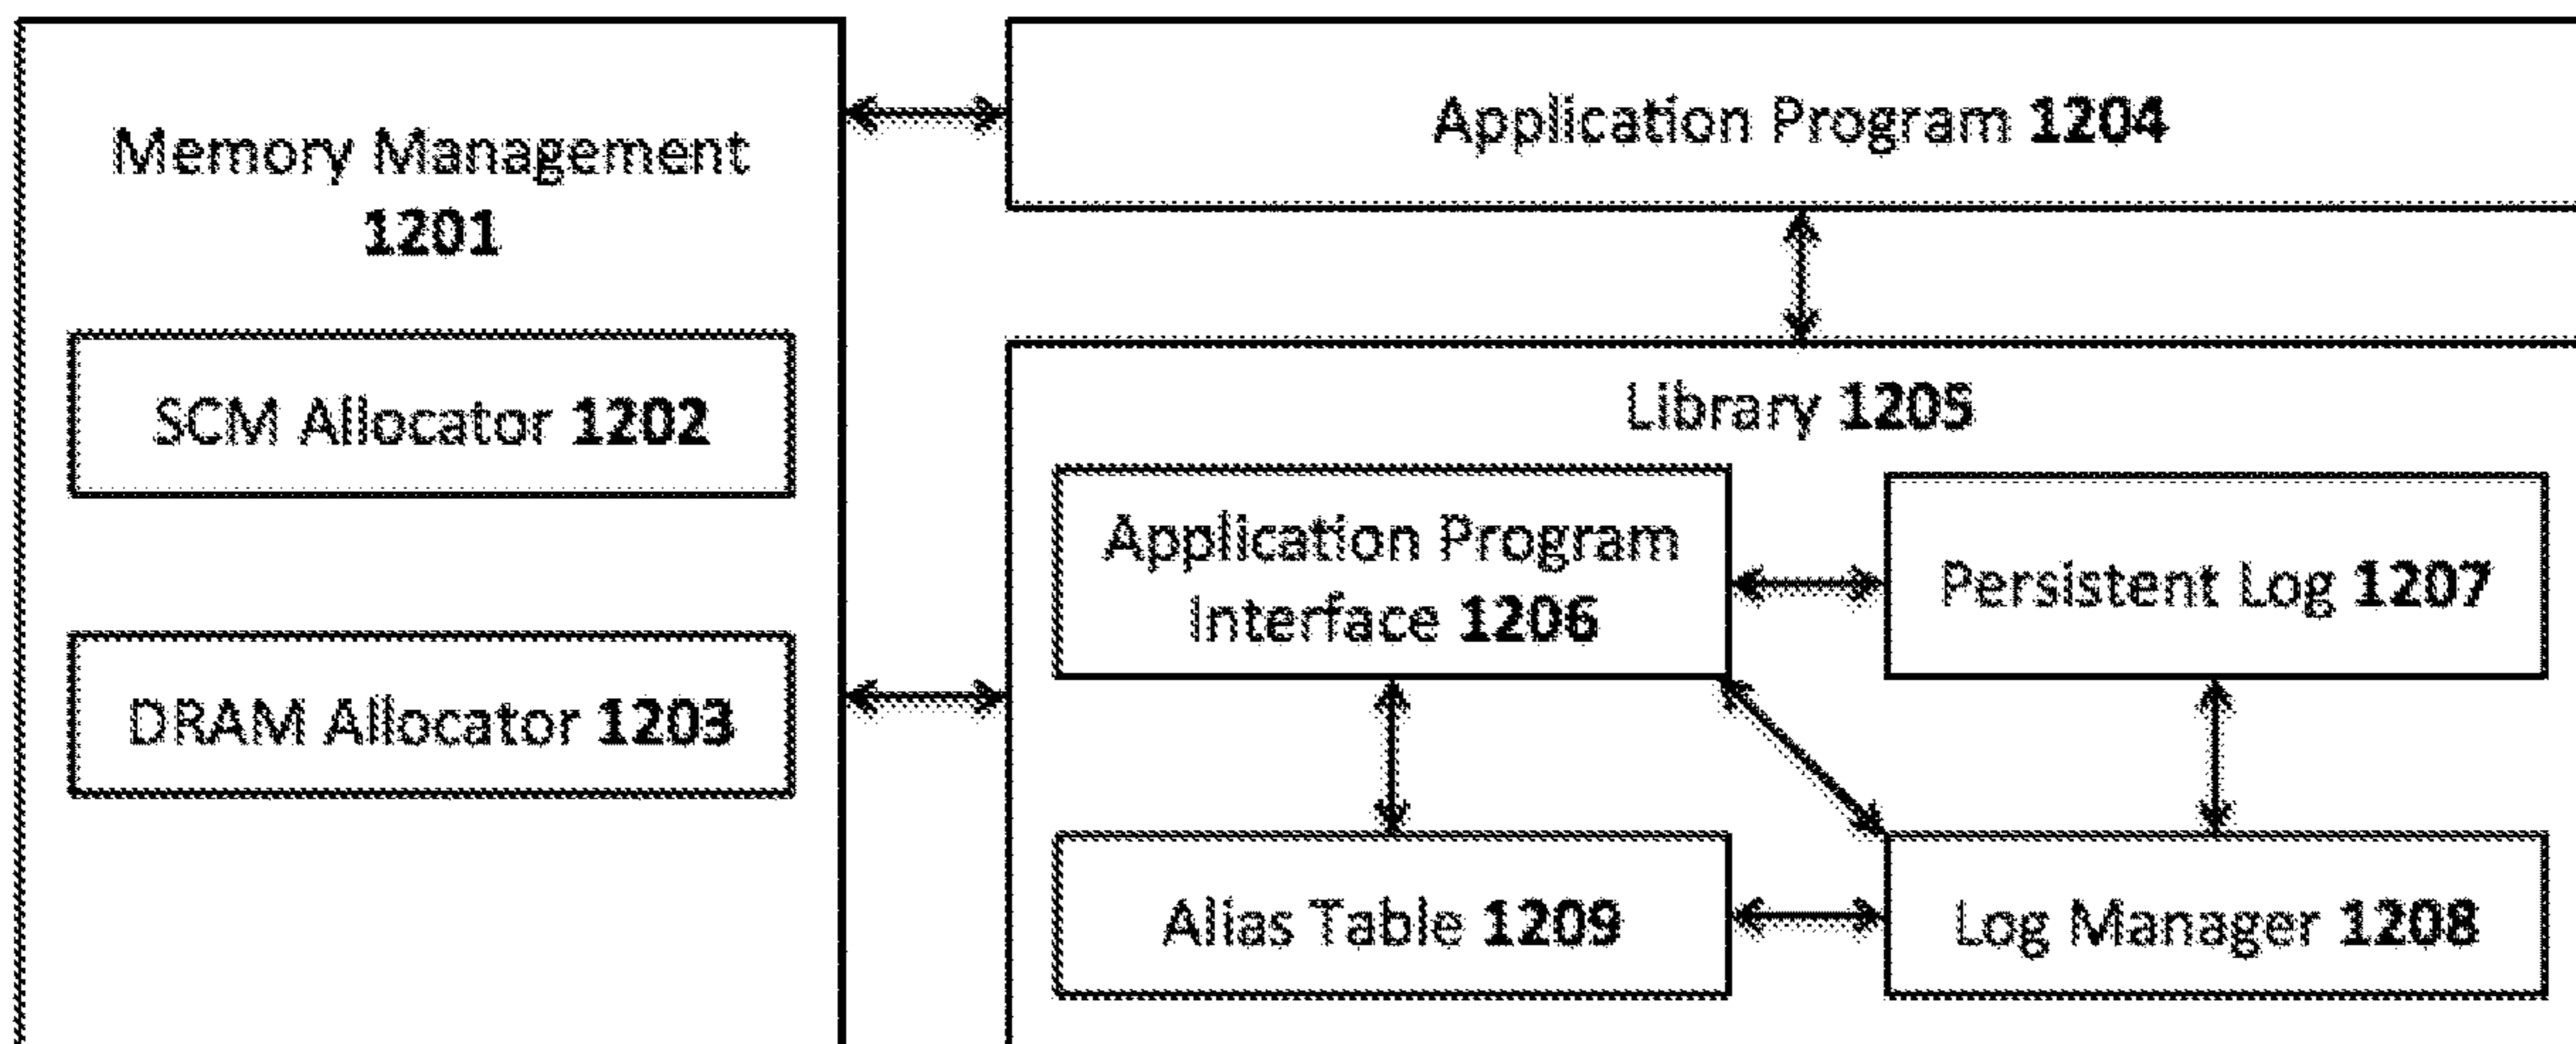 Memory Management
1201
SCM Allocator 1202
DRAM Allocator 1203
Application Program 1204
Library 1205
Application Program
Interface 1206
Persistent Log 1207
Alias Table 1209
Log Manager 1208